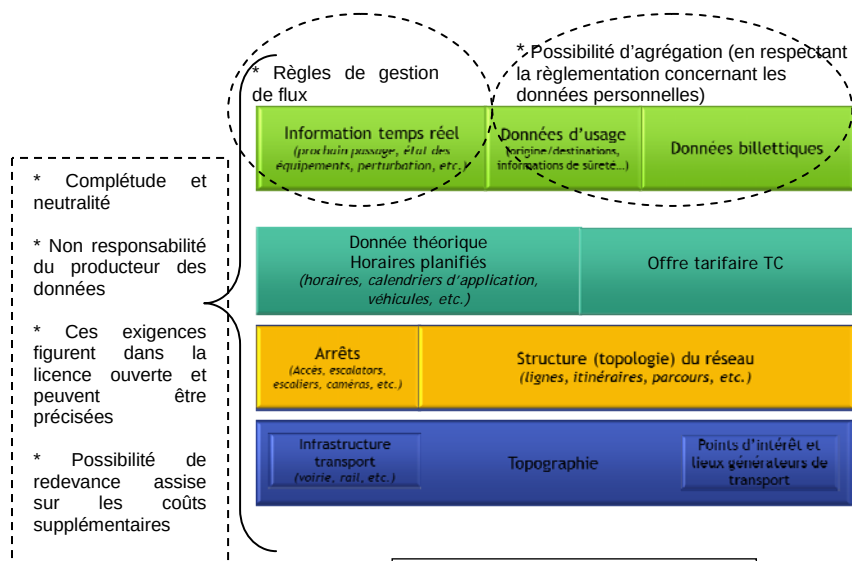 * Règles de gestion
de flux
* Possibilité d'agrégation (en respectant
la règlementation concernant les
données personnelles)
Information temps réel
(prochain passage, état des
équipements, perturbation, etc.)
Données d'usage
(origine/destinations,
informations de sûreté...)
Données billettiques
* Complétude et
neutralité
* Non responsabilité
du producteur des
données
* Ces exigences
figurent dans la
licence ouverte et
peuvent être
précisées
* Possibilité de
redevance assise
sur les coûts
supplémentaires
Donnée théorique
Horaires planifiés
(horaires, calendriers d'application,
véhicules, etc.)
Offre tarifaire TC
Arrêts
(Accès, escalators,
escaliers, caméras, etc.)
Structure (topologie) du réseau
(lignes, itinéraires, parcours, etc.)
Infrastructure
transport
(voirie, rail, etc.)
Topographie
Points d'intérêt et
lieux générateurs de
transport